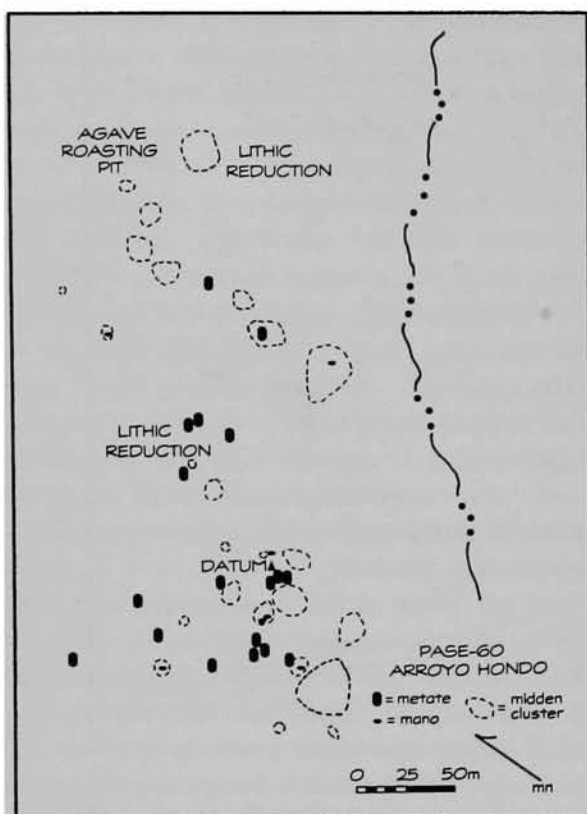 AGAVE
ROASTING
PIT
LITHIC
REDUCTION
LITHIC
REDUCTION
DATUM
PASE-60
ARROYO HONDO
= metate
= mano
= midden
cluster
0 25 50m
mn